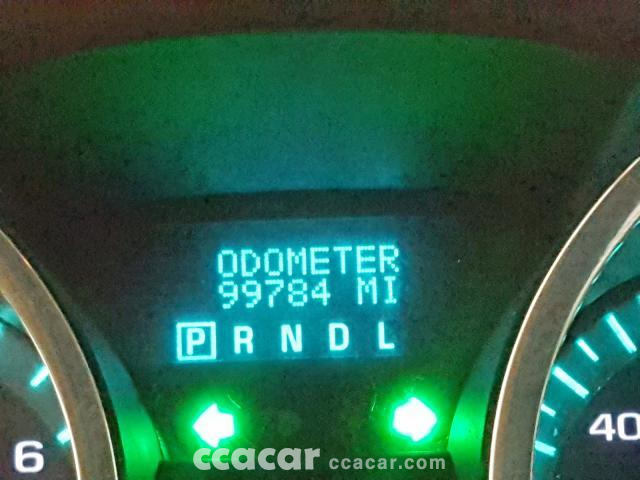 ODOMETER
99784 MI
P R N D L
6
40
ccacar ccacar.com